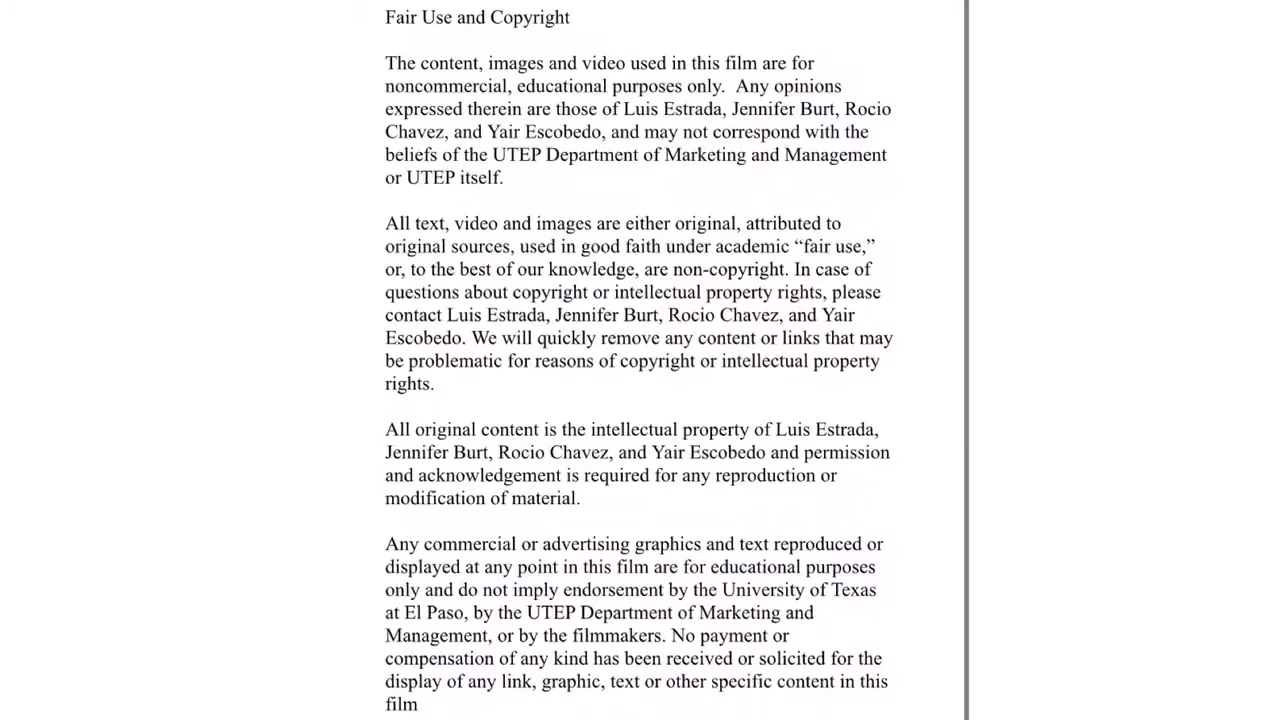 Fair Use and Copyright
The content, images and video used in this film are for
noncommercial, educational purposes only.  Any opinions
expressed therein are those of Luis Estrada, Jennifer Burt, Rocio
Chavez, and Yair Escobedo, and may not correspond with the
beliefs of the UTEP Department of Marketing and Management
or UTEP itself.
All text, video and images are either original, attributed to
original sources, used in good faith under academic “fair use,”
or, to the best of our knowledge, are non-copyright. In case of
questions about copyright or intellectual property rights, please
contact Luis Estrada, Jennifer Burt, Rocio Chavez, and Yair
Escobedo. We will quickly remove any content or links that may
be problematic for reasons of copyright or intellectual property
rights.
All original content is the intellectual property of Luis Estrada,
Jennifer Burt, Rocio Chavez, and Yair Escobedo and permission
and acknowledgement is required for any reproduction or
modification of material.
Any commercial or advertising graphics and text reproduced or
displayed at any point in this film are for educational purposes
only and do not imply endorsement by the University of Texas
at El Paso, by the UTEP Department of Marketing and
Management, or by the filmmakers. No payment or
compensation of any kind has been received or solicited for the
display of any link, graphic, text or other specific content in this
film